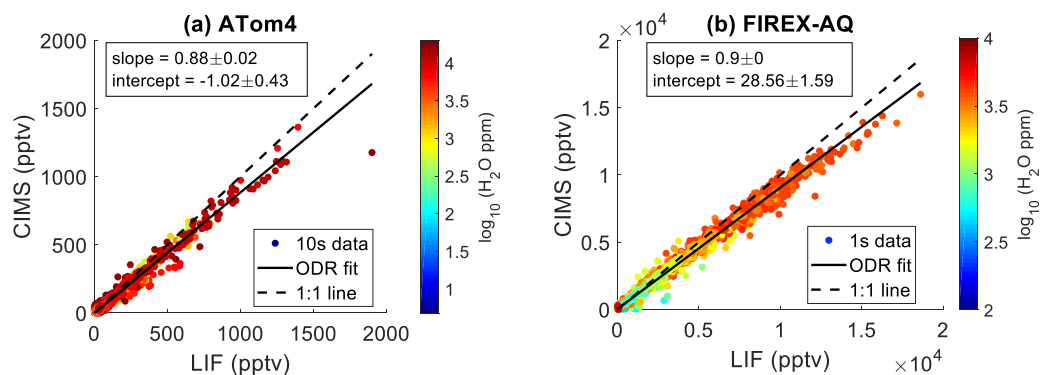 (a) ATom4
2000
1500
1000
500
0
0
500
1000
1500
2000
CIMS (pptv)
LIF (pptv)
slope = 0.88±0.02
intercept = -1.02±0.43
10s data
ODR fit
1:1 line
4
3.5
3
2.5
2
1.5
1
log₁₀ (H₂O ppm)
(b) FIREX-AQ
×10⁴
2
1.5
1
0.5
0
0
0.5
1
1.5
2
×10⁴
CIMS (pptv)
LIF (pptv)
slope = 0.9±0
intercept = 28.56±1.59
1s data
ODR fit
1:1 line
4
3.5
3
2.5
2
log₁₀ (H₂O ppm)